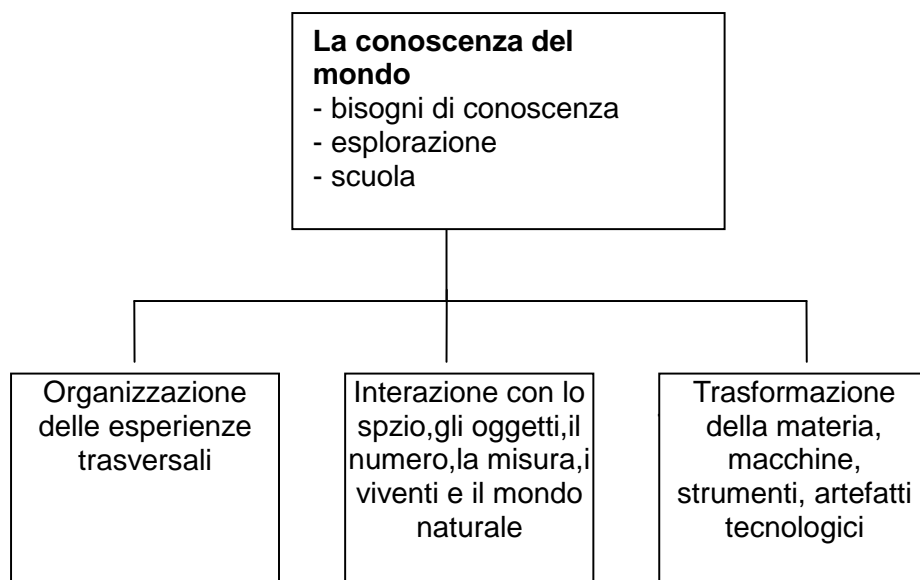 La conoscenza del
mondo
- bisogni di conoscenza
- esplorazione
- scuola
Organizzazione
delle esperienze
trasversali
Interazione con lo
spzio,gli oggetti,il
numero,la misura,i
viventi e il mondo
naturale
Trasformazione
della materia,
macchine,
strumenti, artefatti
tecnologici